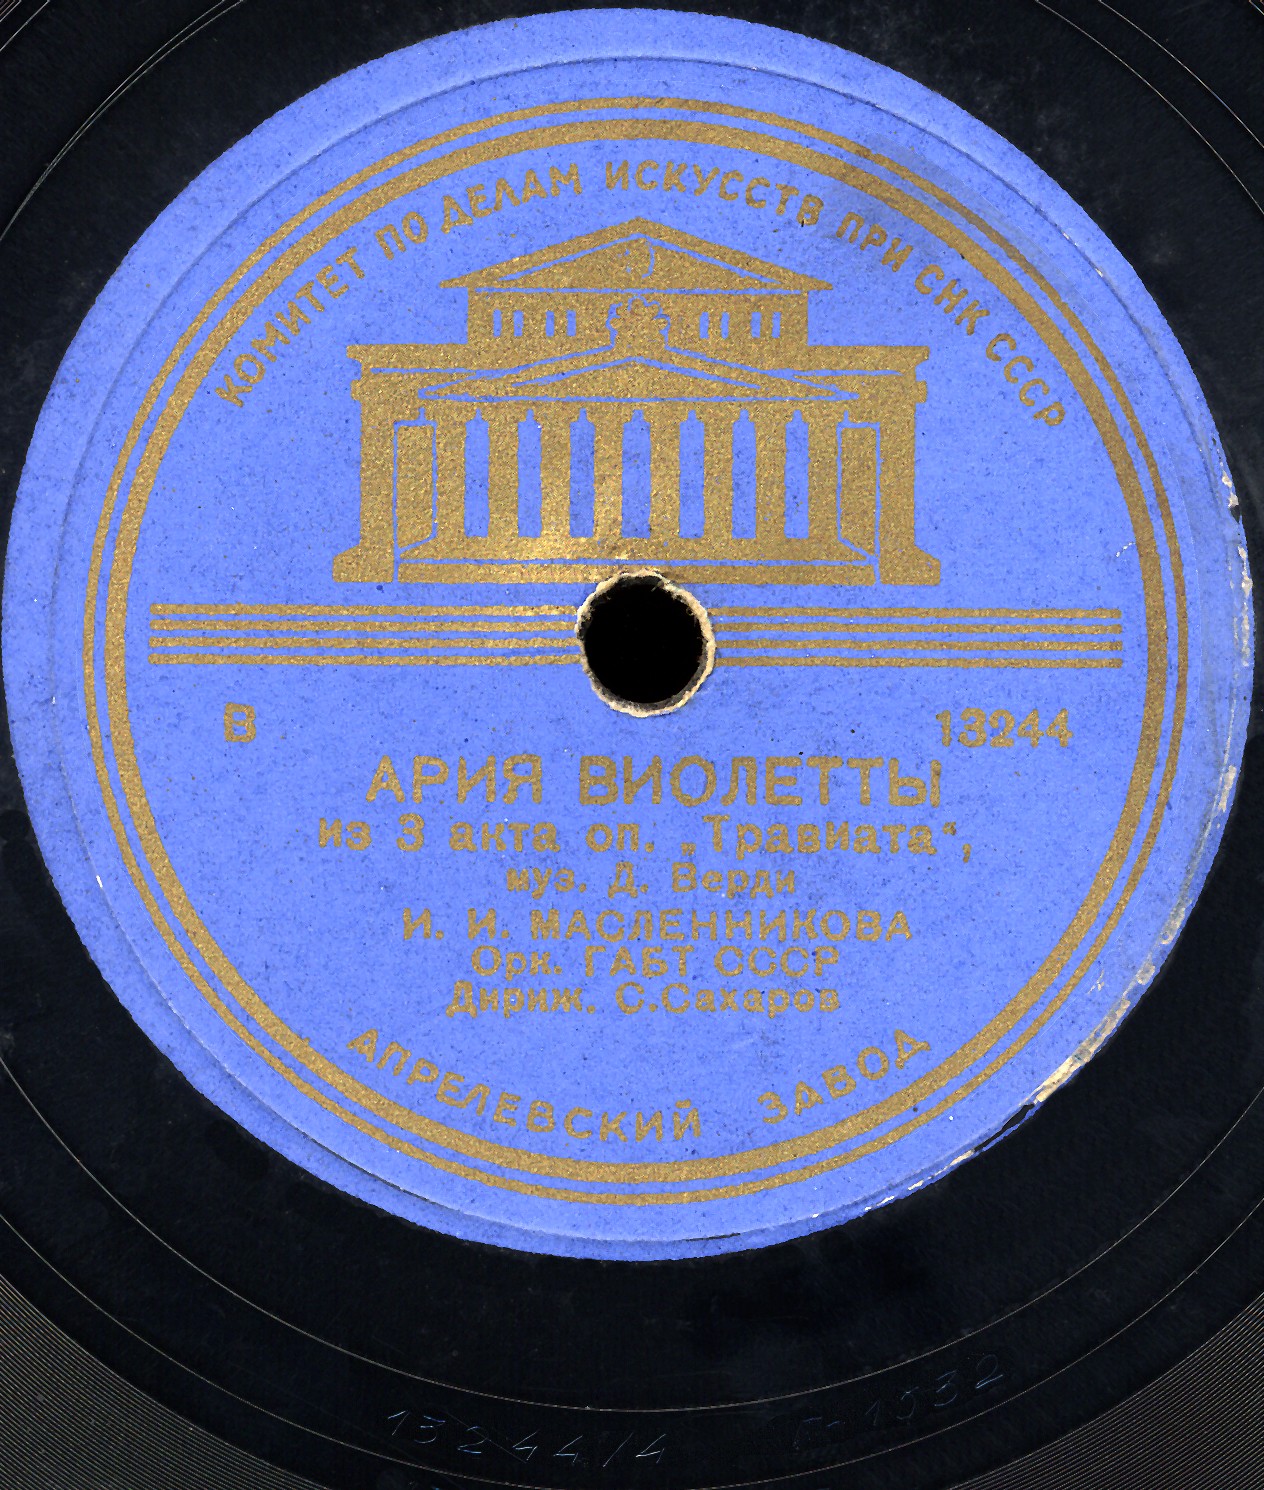 КОМИТЕТ ПО ДЕЛАМ ИСКУССТВ ПРИ СНК СССР
В 13244
АРИЯ ВИОЛЕТТЫ
из 3 акта оп. „Травиата“,
муз. Д. Верди
И. И. МАСЛЕННИКОВА
Орк. ГАБТ СССР
Дириж. С.Сахаров
АПРЕЛЕВСКИЙ ЗАВОД
13244/4